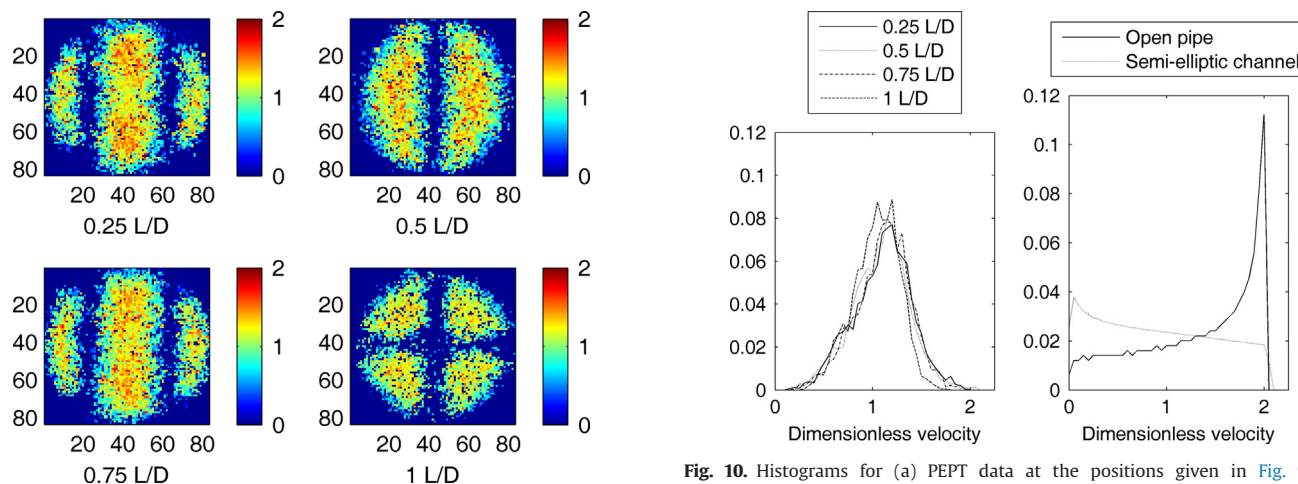 20
40
60
80
20 40 60 80
0.25 L/D
2
1
0
20
40
60
80
20 40 60 80
0.5 L/D
2
1
0
20
40
60
80
20 40 60 80
0.75 L/D
2
1
0
20
40
60
80
20 40 60 80
1 L/D
2
1
0
0.25 L/D
0.5 L/D
0.75 L/D
1 L/D
0.12
0.1
0.08
0.06
0.04
0.02
0
0 1 2
Dimensionless velocity
Open pipe
Semi-elliptic channel
0.12
0.1
0.08
0.06
0.04
0.02
0
0 1 2
Dimensionless velocity
Fig. 10. Histograms for (a) PEPT data at the positions given in Fig.